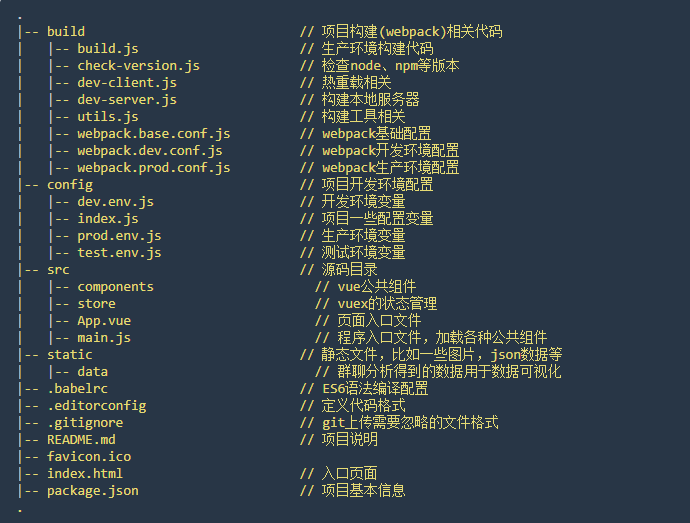 .
|-- build                          // 项目构建(webpack)相关代码
|   |-- build.js                     // 生产环境构建代码
|   |-- check-version.js             // 检查node、npm等版本
|   |-- dev-client.js                // 热重载相关
|   |-- dev-server.js                // 构建本地服务器
|   |-- utils.js                     // 构建工具相关
|   |-- webpack.base.conf.js         // webpack基础配置
|   |-- webpack.dev.conf.js          // webpack开发环境配置
|   |-- webpack.prod.conf.js         // webpack生产环境配置
|-- config                           // 项目开发环境配置
|   |-- dev.env.js                   // 开发环境变量
|   |-- index.js                     // 项目一些配置变量
|   |-- prod.env.js                  // 生产环境变量
|   |-- test.env.js                  // 测试环境变量
|-- src                              // 源码目录
|   |-- components                     // vue公共组件
|   |-- store                          // vuex的状态管理
|   |-- App.vue                        // 页面入口文件
|   |-- main.js                        // 程序入口文件，加载各种公共组件
|-- static                           // 静态文件，比如一些图片，json数据等
|   |-- data                           // 群聊分析得到的数据用于数据可视化
|-- .babelrc                         // ES6语法编译配置
|-- .editorconfig                    // 定义代码格式
|-- .gitignore                       // git上传需要忽略的文件格式
|-- README.md                        // 项目说明
|-- favicon.ico
|-- index.html                       // 入口页面
|-- package.json                     // 项目基本信息
.